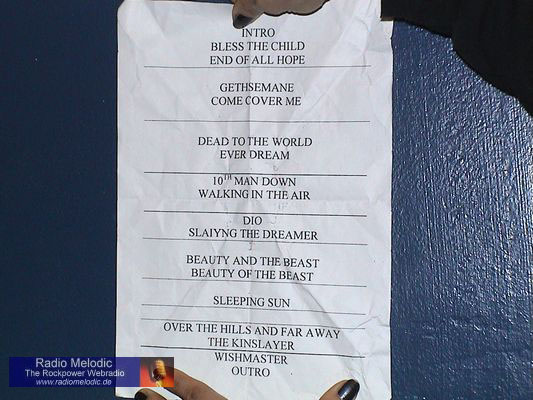 INTRO
BLESS THE CHILD
END OF ALL HOPE
GETHSEMANE
COME COVER ME
DEAD TO THE WORLD
EVER DREAM
10TH MAN DOWN
WALKING IN THE AIR
DIO
SLAIYNG THE DREAMER
BEAUTY AND THE BEAST
BEAUTY OF THE BEAST
SLEEPING SUN
OVER THE HILLS AND FAR AWAY
THE KINSLAYER
WISHMASTER
OUTRO
Radio Melodic
The Rockpower Webradio
www.radiomelodic.de